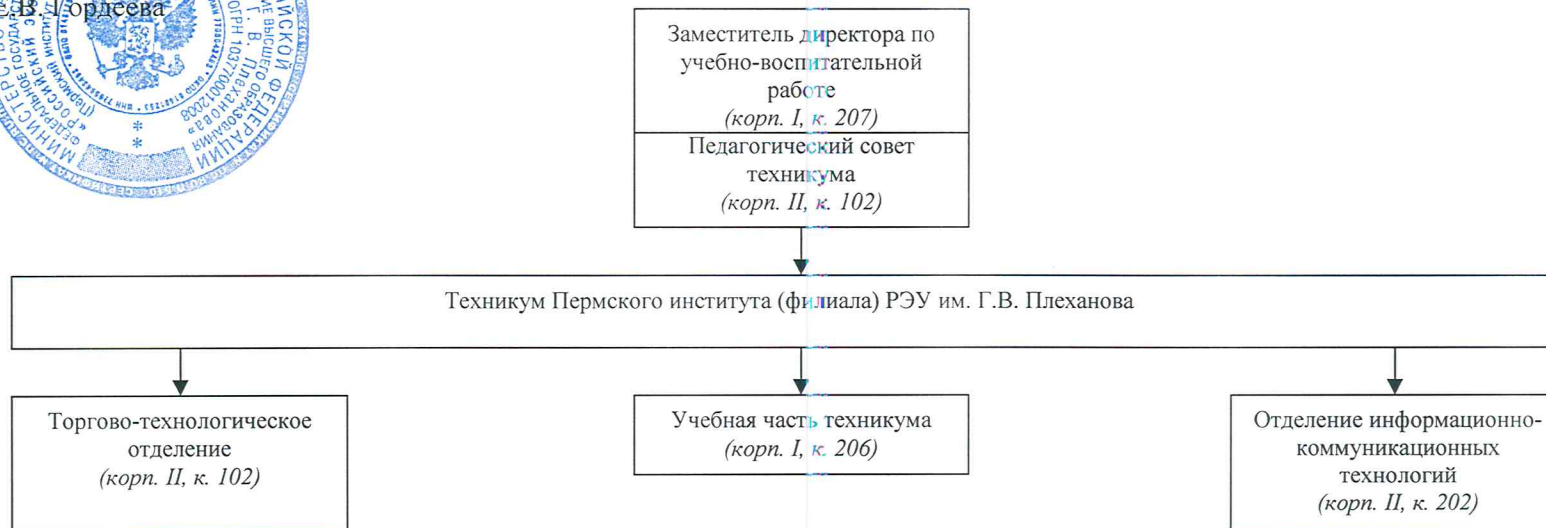 Е.В. Гордеева
Заместитель директора по
учебно-воспитательной
работе
(корп. I, к. 207)
Педагогический совет
техникума
(корп. II, к. 102)
Техникум Пермского института (филиала) РЭУ им. Г.В. Плеханова
Торгово-технологическое
отделение
(корп. II, к. 102)
Учебная часть техникума
(корп. I, к. 206)
Отделение информационно-
коммуникационных
технологий
(корп. II, к. 202)